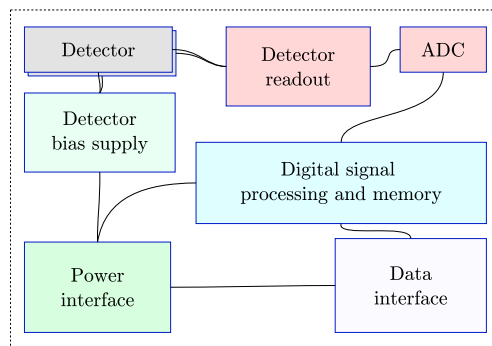 Detector
Detector
readout
ADC
Detector
bias supply
Digital signal
processing and memory
Power
interface
Data
interface